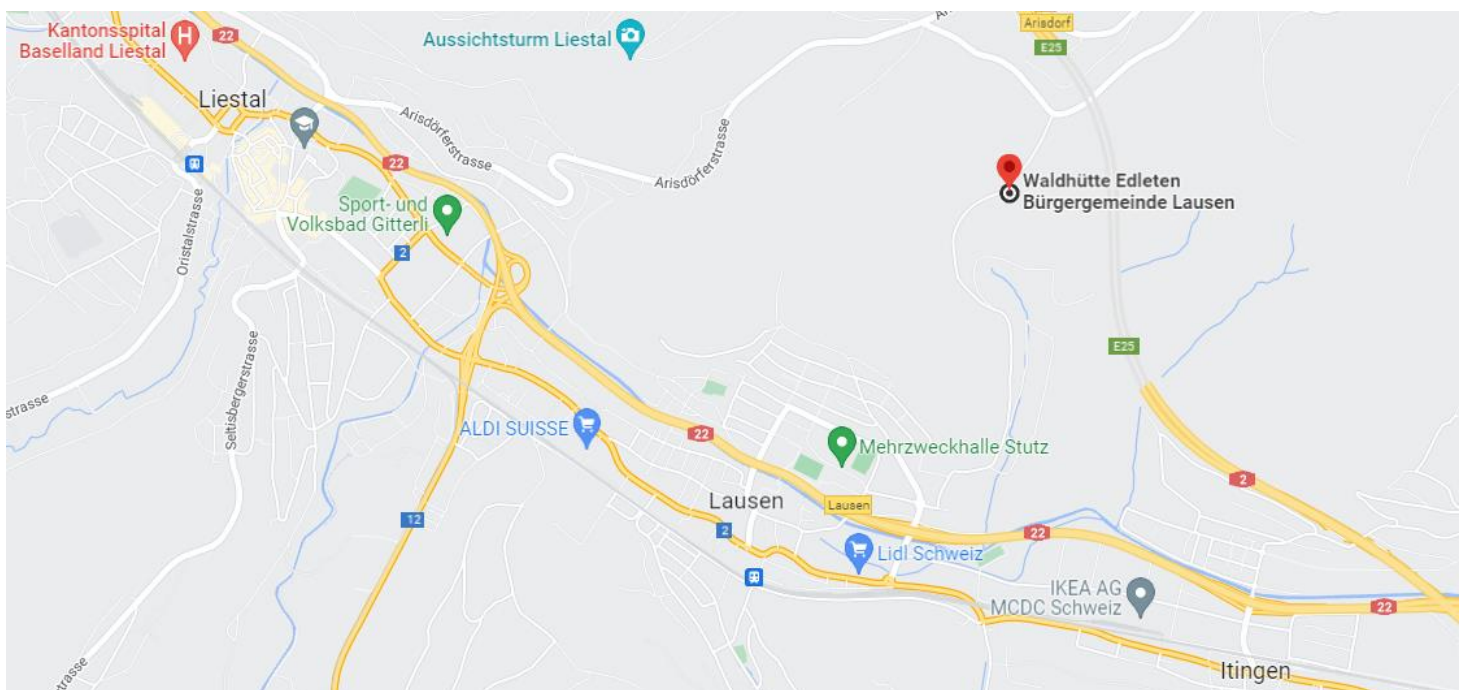 Kantonsspital
Baselland Liestal
22
Aussichtsturm Liestal
Arisdorf
E25
Liestal
Arisdörferstrasse
22
Arisdörferstrasse
Waldhütte Edleten
Bürgergemeinde Lausen
Sport- und
Volksbad Gitterli
2
Oristalstrasse
Seltisbergerstrasse
strasse
E25
ALDI SUISSE
22
Mehrzweckhalle Stutz
2
Lausen
Lausen
12
2
22
Lidl Schweiz
IKEA AG
MCDC Schweiz
22
Itingen